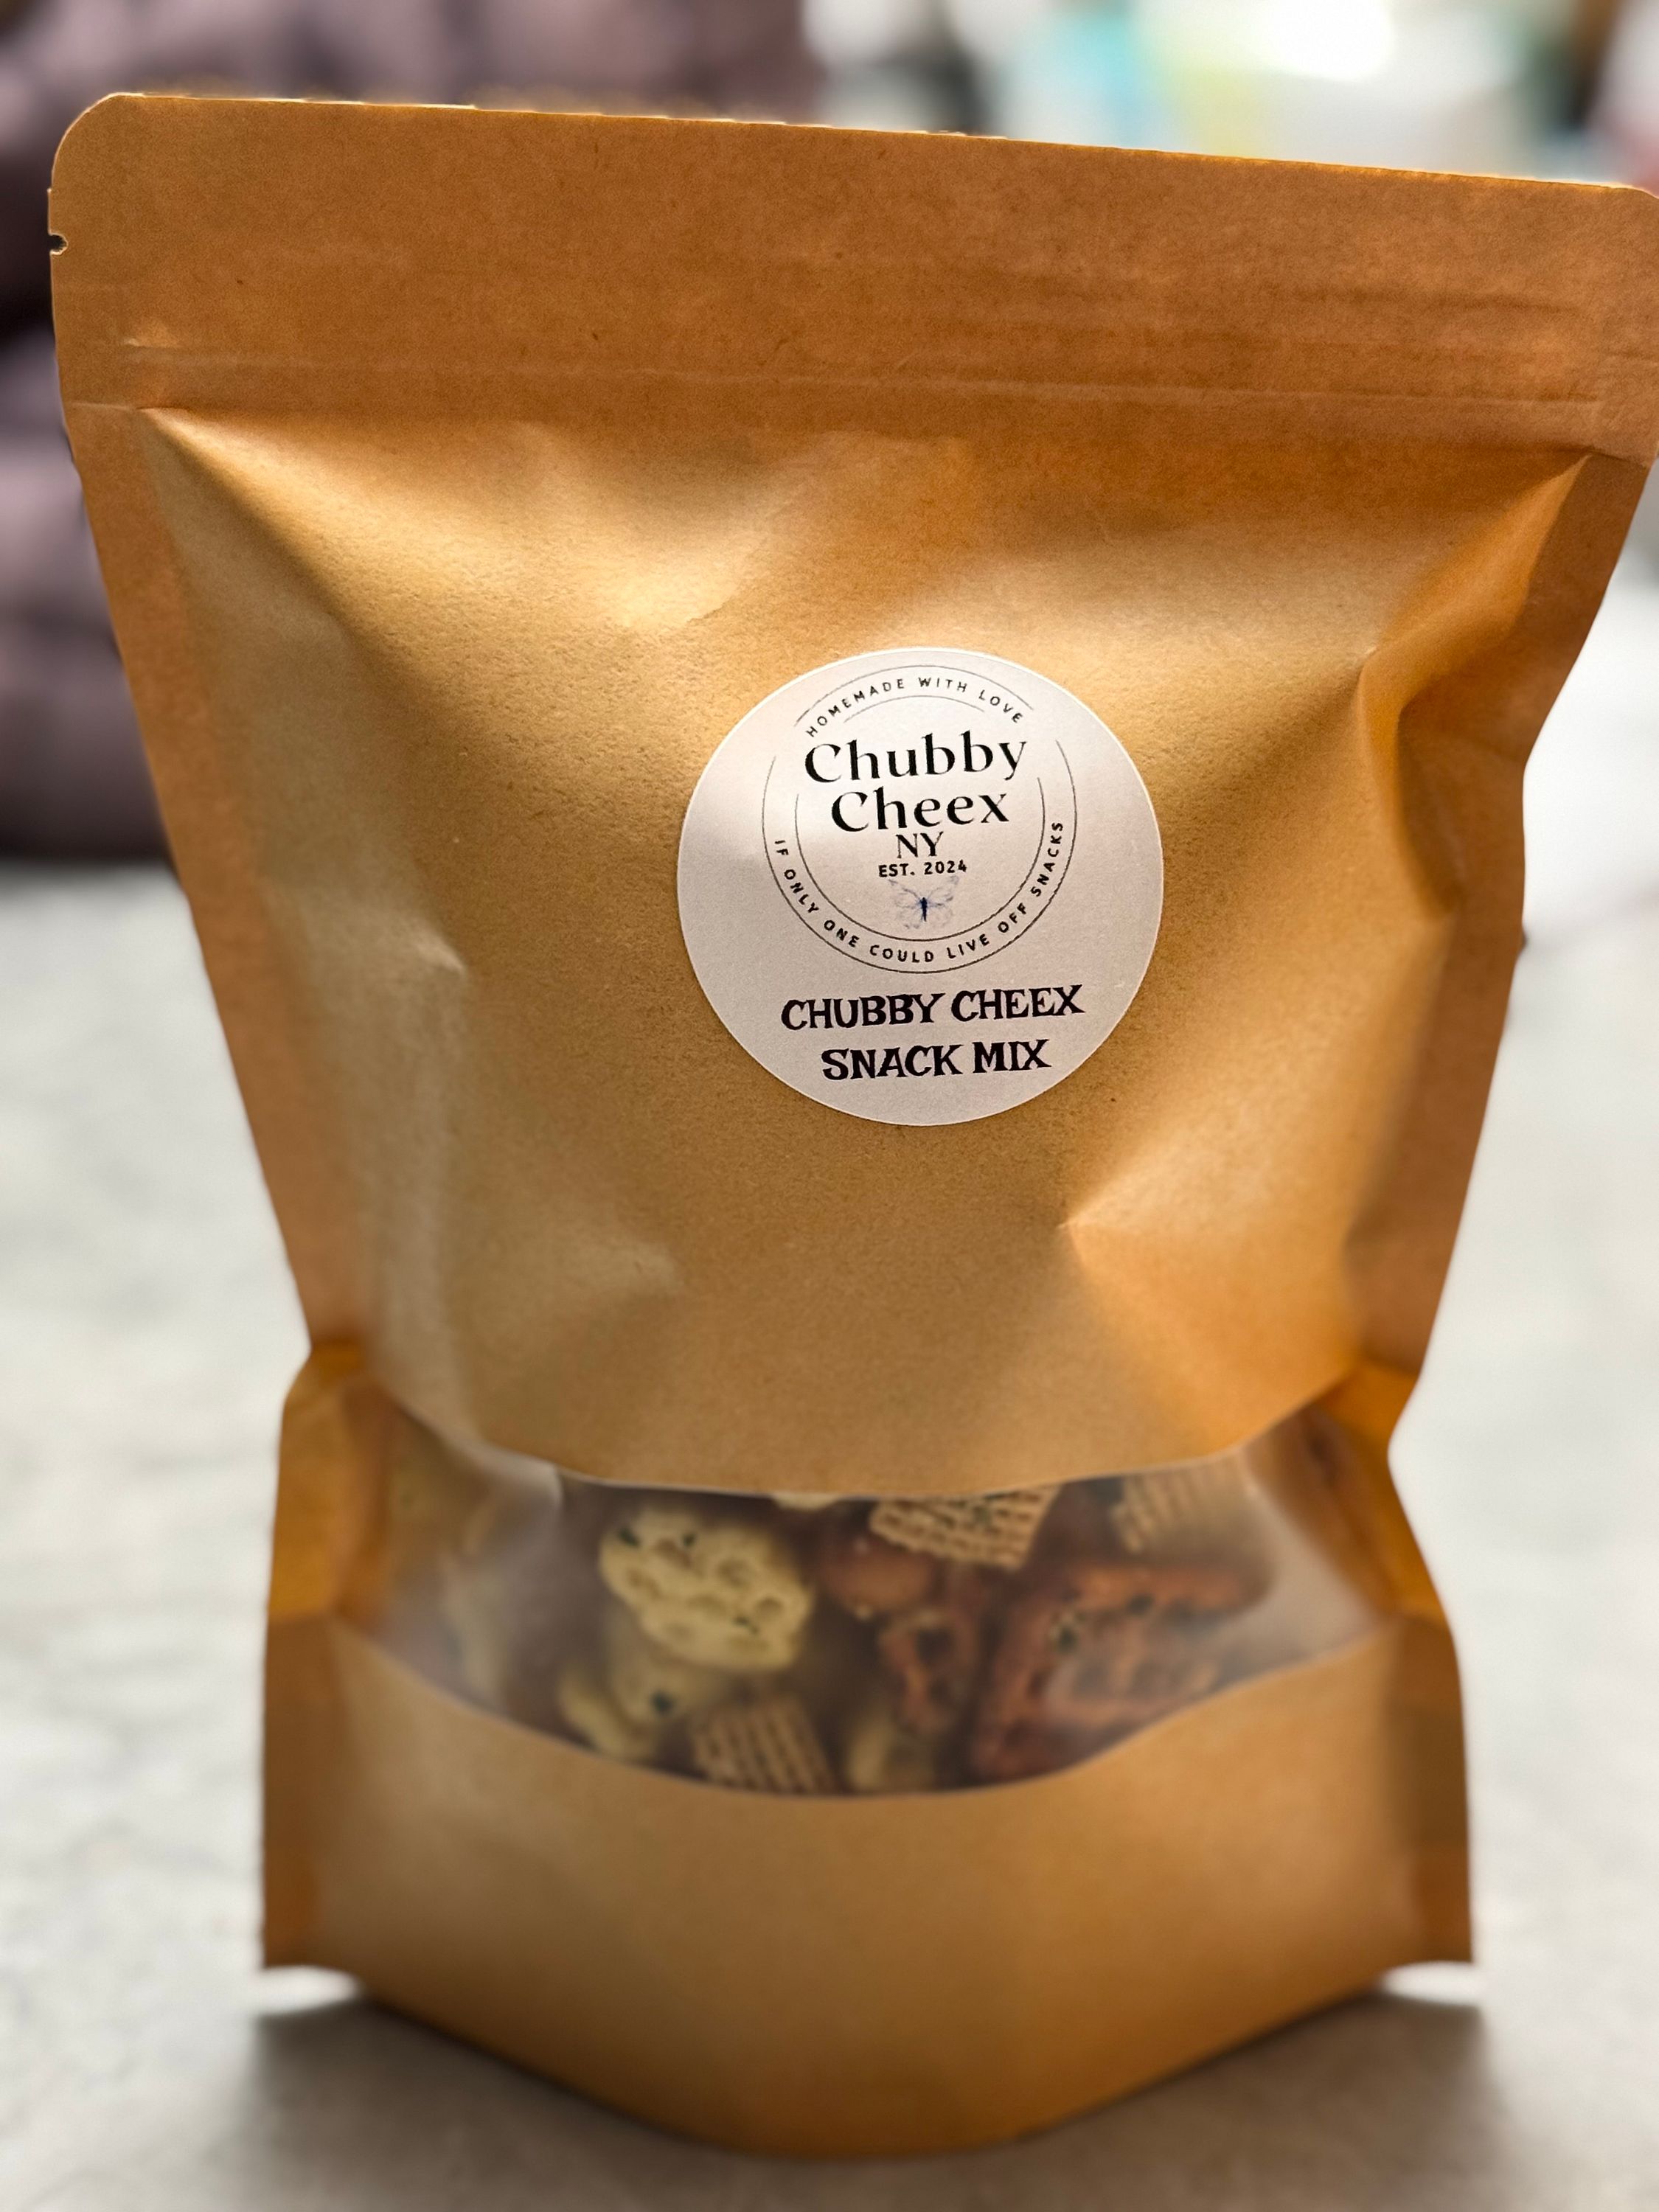 HOMEMADE WITH LOVE
Chubby
Cheex
NY
EST. 2024
IF ONLY ONE COULD LIVE OFF SNACKS
CHUBBY CHEEX
SNACK MIX